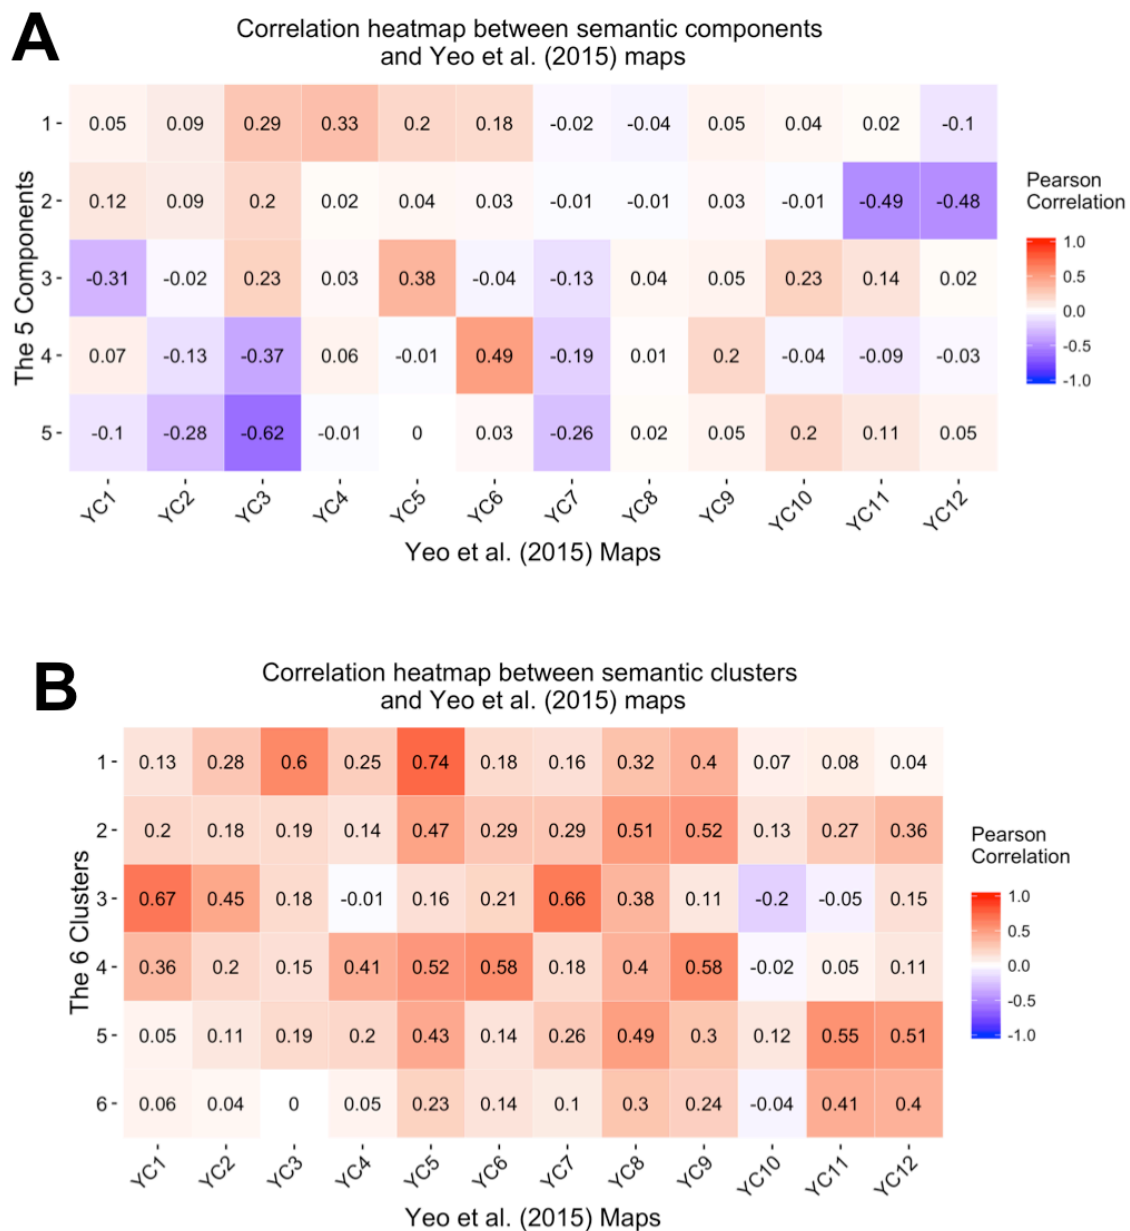 A
Correlation heatmap between semantic components
and Yeo et al. (2015) maps
The 5 Components
1 0.05 0.09 0.29 0.33 0.2 0.18 -0.02 -0.04 0.05 0.04 0.02 -0.1
2 0.12 0.09 0.2 0.02 0.04 0.03 -0.01 -0.01 0.03 -0.01 -0.49 -0.48
3 -0.31 -0.02 0.23 0.03 0.38 -0.04 -0.13 0.04 0.05 0.23 0.14 0.02
4 0.07 -0.13 -0.37 0.06 -0.01 0.49 -0.19 0.01 0.2 -0.04 -0.09 -0.03
5 -0.1 -0.28 -0.62 -0.01 0 0.03 -0.26 0.02 0.05 0.2 0.11 0.05
YC1 YC2 YC3 YC4 YC5 YC6 YC7 YC8 YC9 YC10 YC11 YC12
Yeo et al. (2015) Maps
Pearson
Correlation
1.0
0.5
0.0
-0.5
-1.0
B
Correlation heatmap between semantic clusters
and Yeo et al. (2015) maps
The 6 Clusters
1 0.13 0.28 0.6 0.25 0.74 0.18 0.16 0.32 0.4 0.07 0.08 0.04
2 0.2 0.18 0.19 0.14 0.47 0.29 0.29 0.51 0.52 0.13 0.27 0.36
3 0.67 0.45 0.18 -0.01 0.16 0.21 0.66 0.38 0.11 -0.2 -0.05 0.15
4 0.36 0.2 0.15 0.41 0.52 0.58 0.18 0.4 0.58 -0.02 0.05 0.11
5 0.05 0.11 0.19 0.2 0.43 0.14 0.26 0.49 0.3 0.12 0.55 0.51
6 0.06 0.04 0 0.05 0.23 0.14 0.1 0.3 0.24 -0.04 0.41 0.4
YC1 YC2 YC3 YC4 YC5 YC6 YC7 YC8 YC9 YC10 YC11 YC12
Yeo et al. (2015) Maps
Pearson
Correlation
1.0
0.5
0.0
-0.5
-1.0